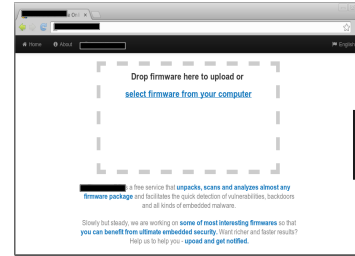 Home About English
Drop firmware here to upload or
select firmware from your computer
is a free service that unpacks, scans and analyzes almost any
firmware package and facilitates the quick detection of vulnerabilities, backdoors
and all kinds of embedded malware.
Slowly but steady, we are working on some of most interesting firmwares so that
you can benefit from ultimate embedded security. Want richer and faster results?
Help us to help you - upoad and get notified.